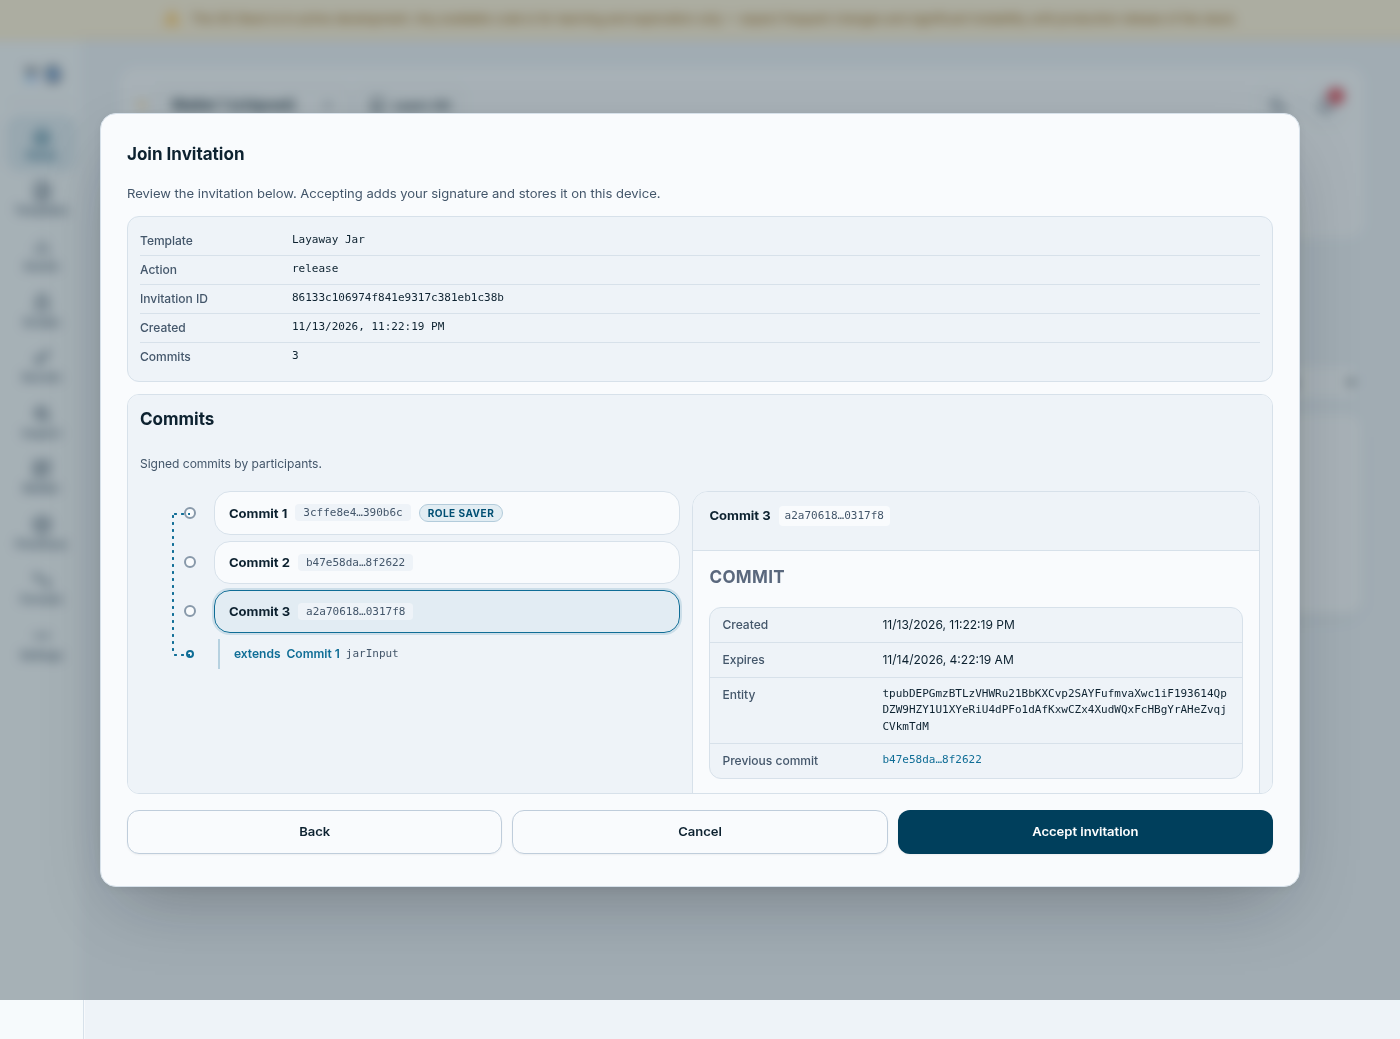 Join Invitation
Review the invitation below. Accepting adds your signature and stores it on this device.
Template Layaway Jar
Action release
Invitation ID 86133c106974f841e9317c381eb1c38b
Created 11/13/2026, 11:22:19 PM
Commits 3
Commits
Signed commits by participants.
Commit 1 3cffe8e4…390b6c ROLE SAVER
Commit 2 b47e58da…8f2622
Commit 3 a2a70618…0317f8
extends Commit 1 jarInput
Commit 3 a2a70618…0317f8
COMMIT
Created 11/13/2026, 11:22:19 PM
Expires 11/14/2026, 4:22:19 AM
Entity tpubDEPGmzBTLzVHWRu21BbKXCvp2SAYFufmvaXwc1iF193614Qp
DZW9HZY1U1XYeRiU4dPFo1dAfKxwCZx4XudWQxFcHBgYrAHeZvqj
CVkmTdM
Previous commit b47e58da…8f2622
Back
Cancel
Accept invitation